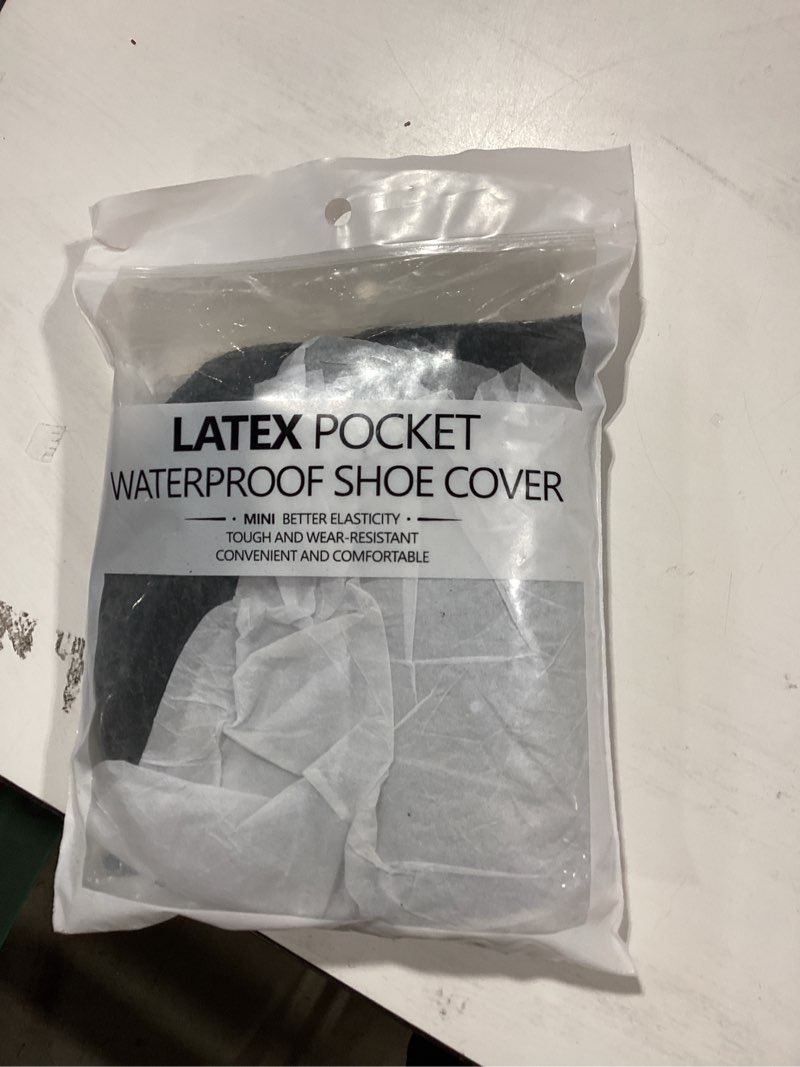 LATEX POCKET
WATERPROOF SHOE COVER
MINI BETTER ELASTICITY
TOUGH AND WEAR-RESISTANT
CONVENIENT AND COMFORTABLE